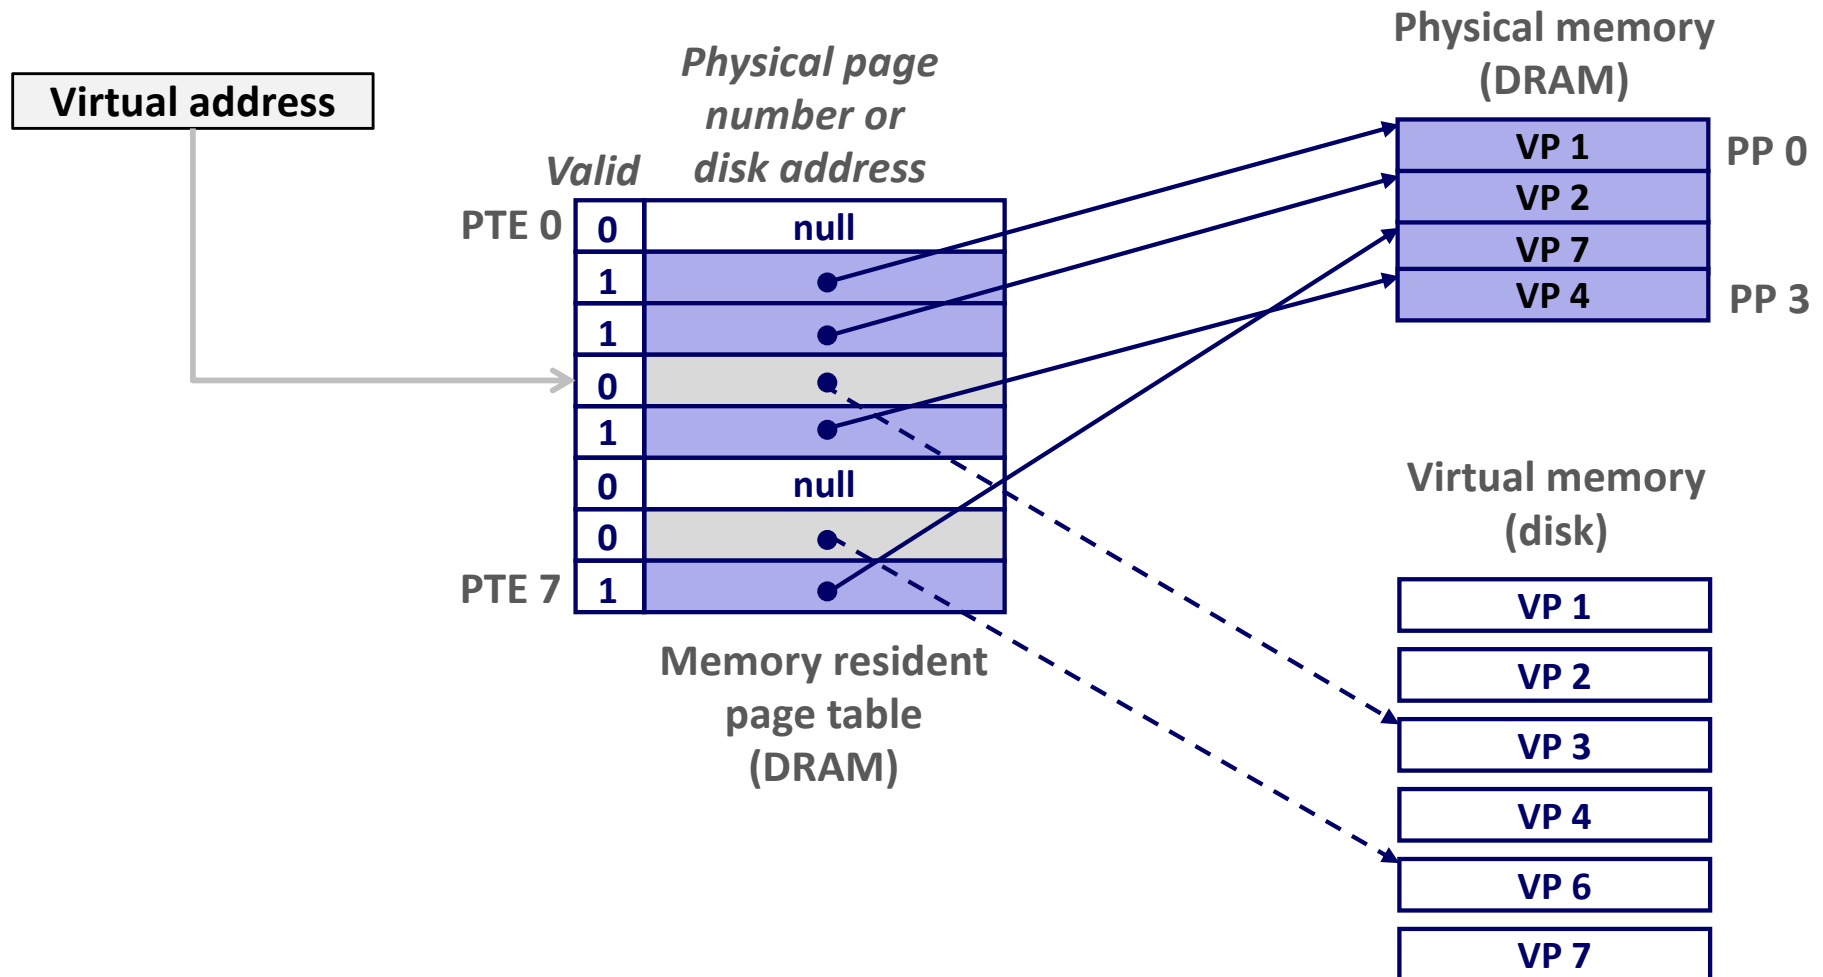 Virtual address
Physical page
number or
disk address
Valid
PTE 0
0
null
1
1
0
1
0
null
0
PTE 7
1
Memory resident
page table
(DRAM)
Physical memory
(DRAM)
VP 1
PP 0
VP 2
VP 7
VP 4
PP 3
Virtual memory
(disk)
VP 1
VP 2
VP 3
VP 4
VP 6
VP 7